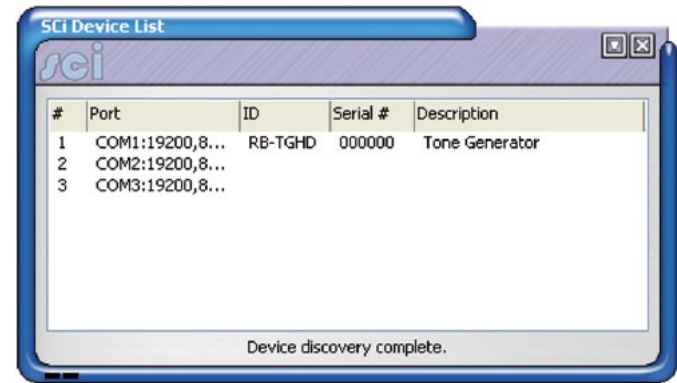 SCi Device List
sci
# Port ID Serial # Description
1 COM1:19200,8... RB-TGHD 000000 Tone Generator
2 COM2:19200,8...
3 COM3:19200,8...
Device discovery complete.